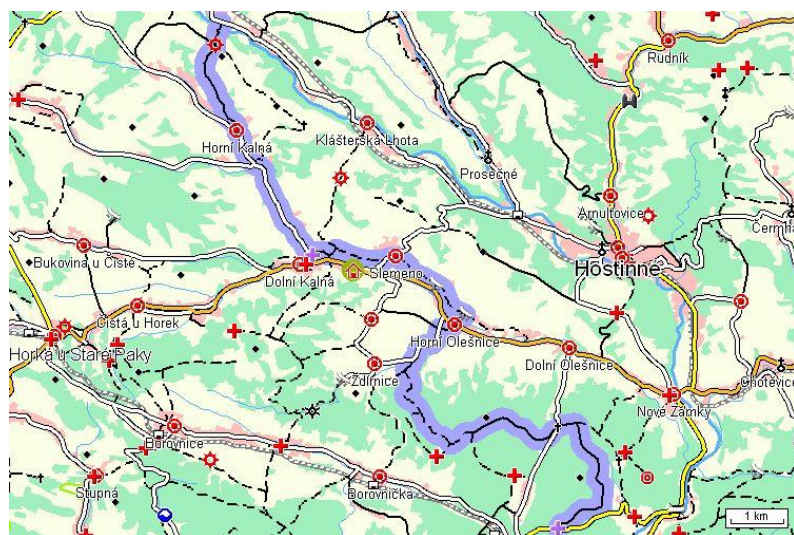 Rudník
Klášterská Lhota
Horní Kalná
Prosečné
Arnultovice
Čermná
Bukovina u Čisté
Slemeno
Hostinné
Dolní Kalná
Čistá u Horek
Horní Olešnice
Horka u Staré Paky
Dolní Olešnice
Zdírnice
Chotěvice
Nové Zámky
Borovnice
Stupná
Borovnička
1 km